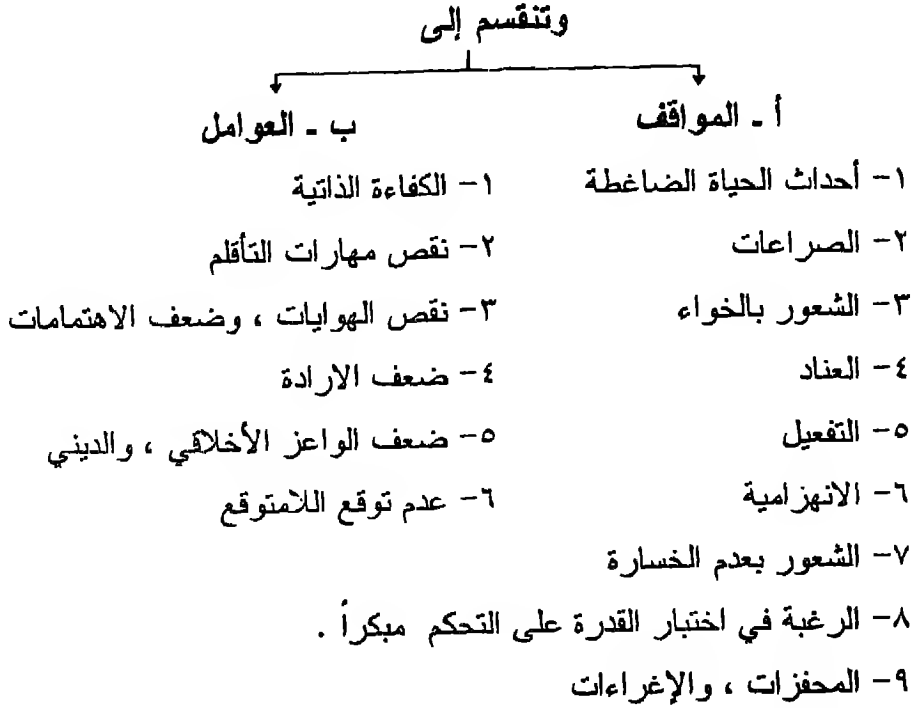 وتنقسم إلى
أ - المواقف
١- أحداث الحياة الضاغطة
٢- الصراعات
٣- الشعور بالخواء
٤- العناد
٥- التفعيل
٦- الانهزامية
٧- الشعور بعدم الخسارة
٨- الرغبة في اختبار القدرة على التحكم مبكراً .
٩- المحفزات ، والإغراءات
ب - العوامل
١- الكفاءة الذاتية
٢- نقص مهارات التأقلم
٣- نقص الهوايات ، وضعف الاهتمامات
٤- ضعف الارادة
٥- ضعف الواعز الأخلاقي ، والديني
٦- عدم توقع اللامتوقع